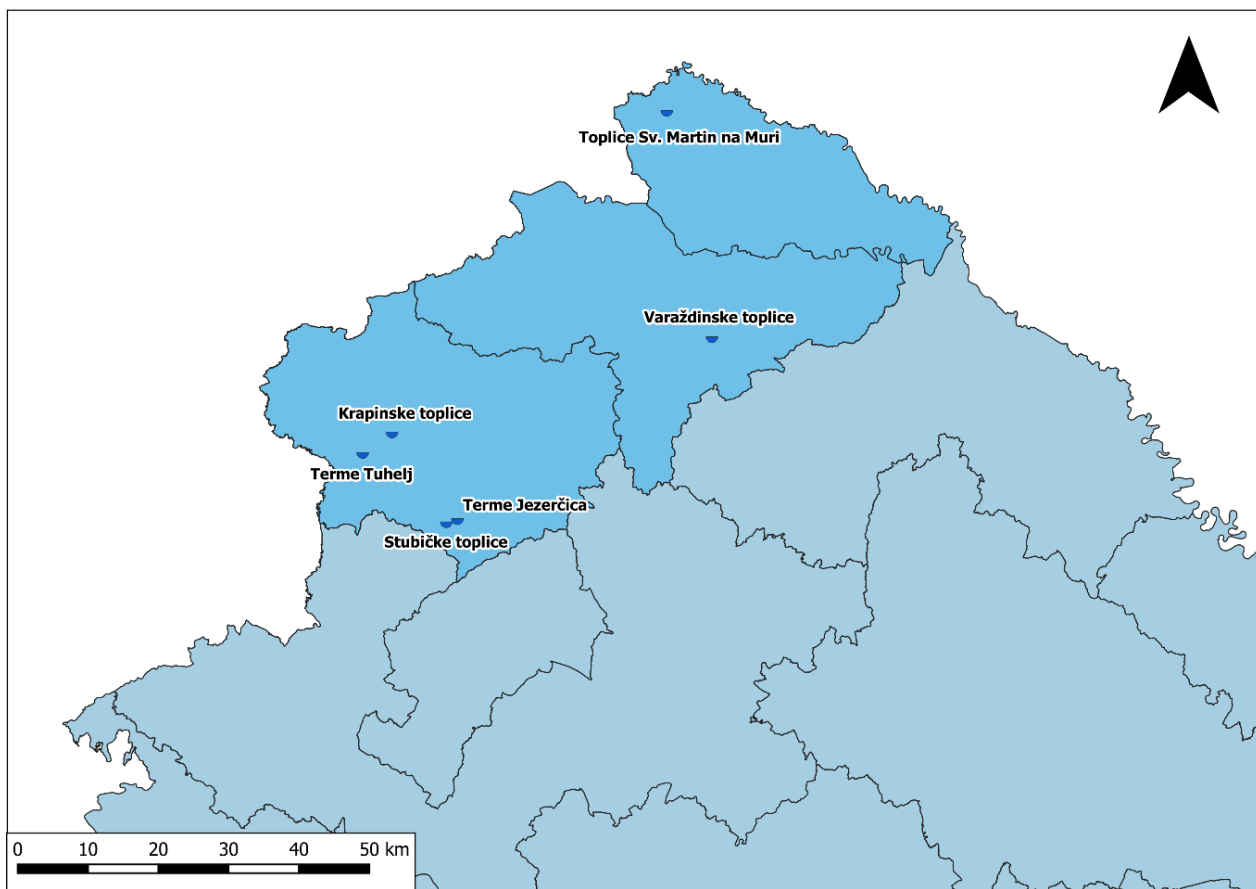 Toplice Sv. Martin na Muri
Varaždinske toplice
Krapinske toplice
Terme Tuhelj
Terme Jezerčica
Stubičke toplice
0 10 20 30 40 50 km